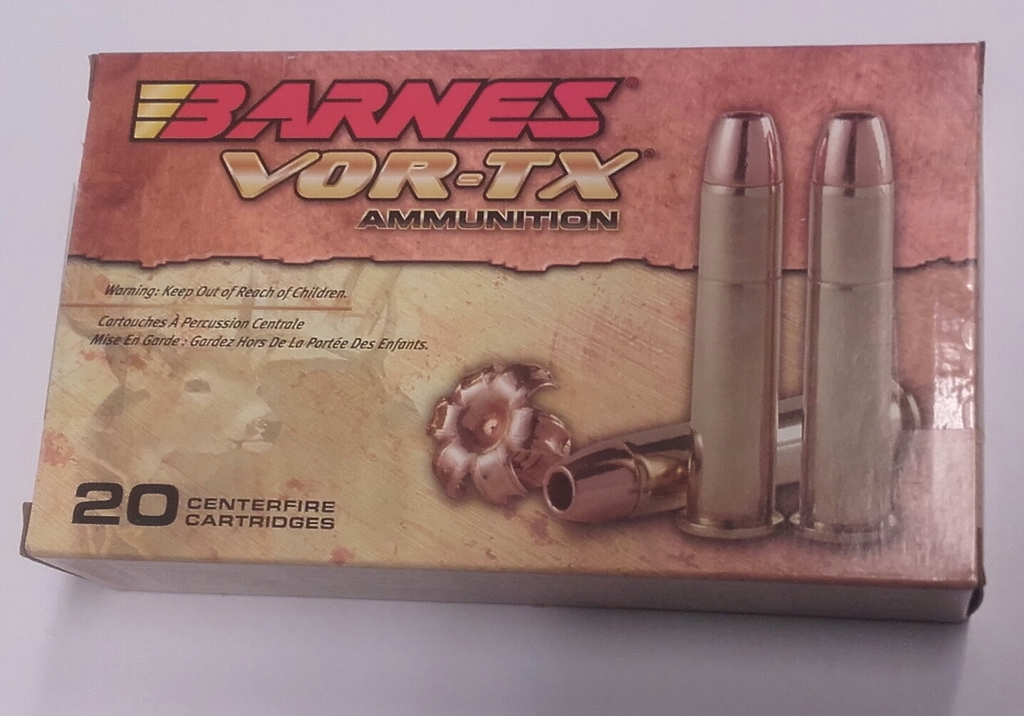 BARNES®
VOR-TX®
AMMUNITION
Warning: Keep Out of Reach of Children.
Cartouches À Percussion Centrale
Mise En Garde : Gardez Hors De La Portée Des Enfants.
20 CENTERFIRE
CARTRIDGES